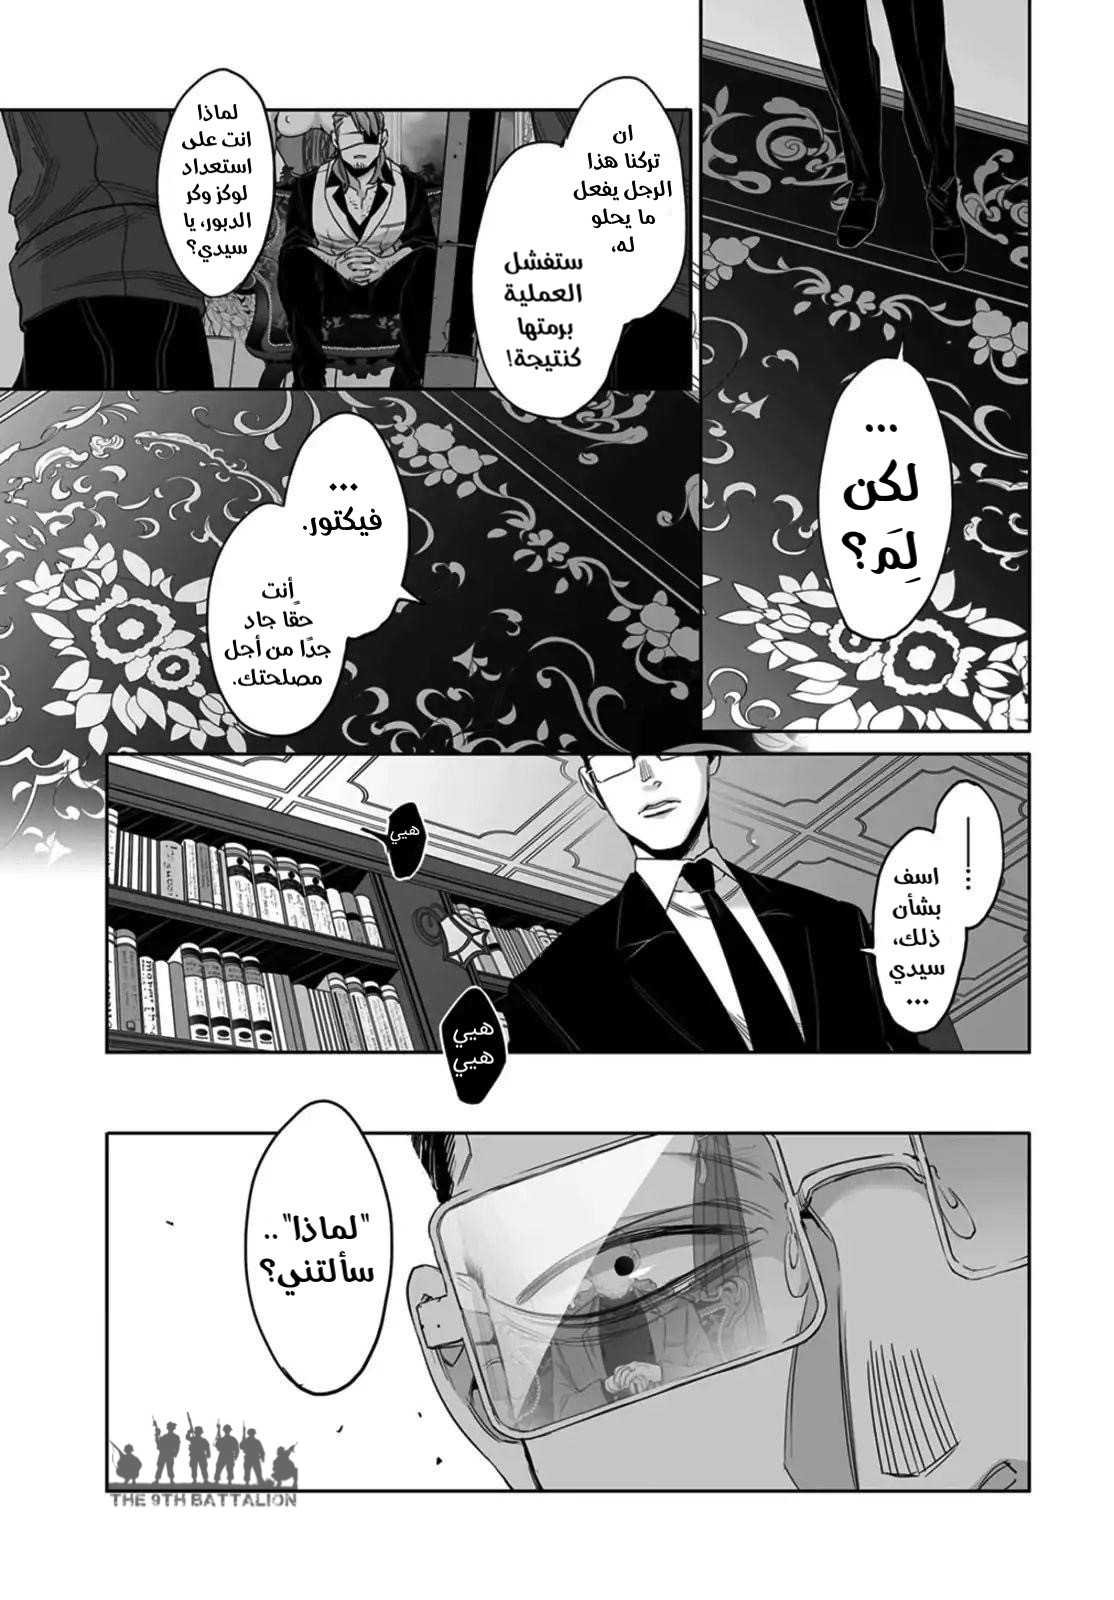 ...
لكن
لِمَ؟
ان
تركنا هذا
الرجل يفعل
ما يحلو
له،
ستفشل
العملية
برمتها
كنتيجة!
لماذا
انت على
استعداد
لوكز وكر
الدبور، يا
سيدي؟
...
فيكتور.
أنت
حقًا جاد
جدًا من أجل
مصلحتك.
......
اسف
بشأن
ذلك،
سيدي
...
هيي
هيي
هيي
"لماذا"..
سألتني؟
THE 9TH BATTALION